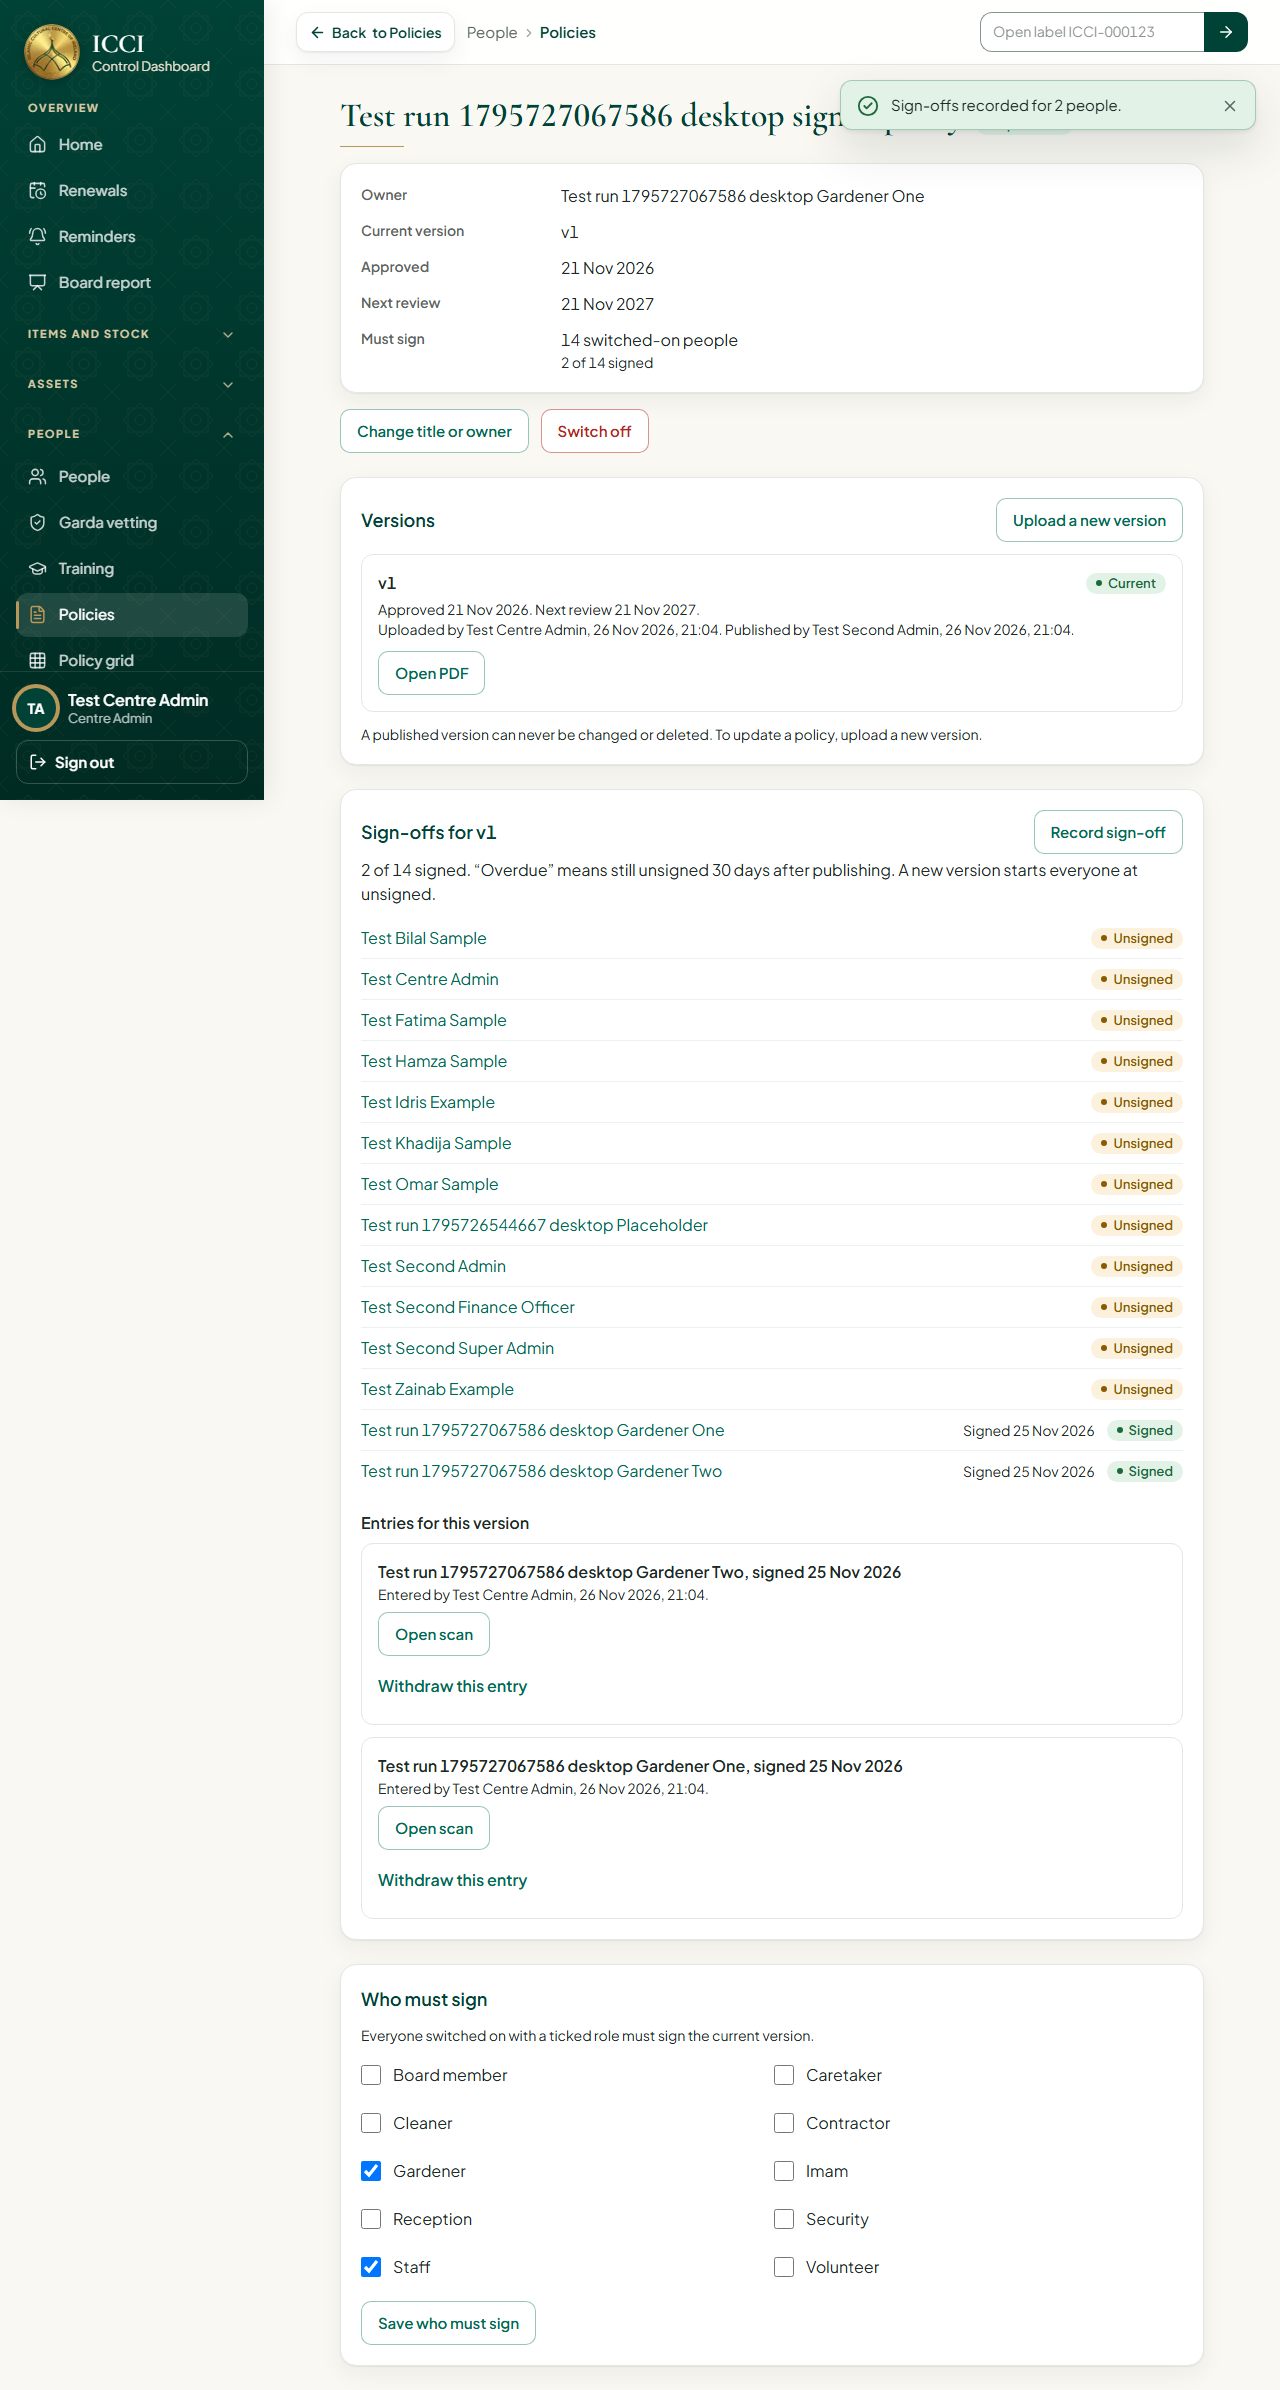 ICCI
Control Dashboard
OVERVIEW
Home
Renewals
Reminders
Board report
ITEMS AND STOCK
ASSETS
PEOPLE
People
Garda vetting
Training
Policies
Policy grid
TA
Test Centre Admin
Centre Admin
Sign out
Back to Policies
People
Policies
Open label ICCI-000123
Sign-offs recorded for 2 people.
Test run 1795727067586 desktop sign
Owner
Test run 1795727067586 desktop Gardener One
Current version
v1
Approved
21 Nov 2026
Next review
21 Nov 2027
Must sign
14 switched-on people
2 of 14 signed
Change title or owner
Switch off
Versions
Upload a new version
v1
Current
Approved 21 Nov 2026. Next review 21 Nov 2027.
Uploaded by Test Centre Admin, 26 Nov 2026, 21:04. Published by Test Second Admin, 26 Nov 2026, 21:04.
Open PDF
A published version can never be changed or deleted. To update a policy, upload a new version.
Sign-offs for v1
Record sign-off
2 of 14 signed. “Overdue” means still unsigned 30 days after publishing. A new version starts everyone at
unsigned.
Test Bilal Sample
Unsigned
Test Centre Admin
Unsigned
Test Fatima Sample
Unsigned
Test Hamza Sample
Unsigned
Test Idris Example
Unsigned
Test Khadija Sample
Unsigned
Test Omar Sample
Unsigned
Test run 1795726544667 desktop Placeholder
Unsigned
Test Second Admin
Unsigned
Test Second Finance Officer
Unsigned
Test Second Super Admin
Unsigned
Test Zainab Example
Unsigned
Test run 1795727067586 desktop Gardener One
Signed 25 Nov 2026
Signed
Test run 1795727067586 desktop Gardener Two
Signed 25 Nov 2026
Signed
Entries for this version
Test run 1795727067586 desktop Gardener Two, signed 25 Nov 2026
Entered by Test Centre Admin, 26 Nov 2026, 21:04.
Open scan
Withdraw this entry
Test run 1795727067586 desktop Gardener One, signed 25 Nov 2026
Entered by Test Centre Admin, 26 Nov 2026, 21:04.
Open scan
Withdraw this entry
Who must sign
Everyone switched on with a ticked role must sign the current version.
Board member
Caretaker
Cleaner
Contractor
Gardener
Imam
Reception
Security
Staff
Volunteer
Save who must sign